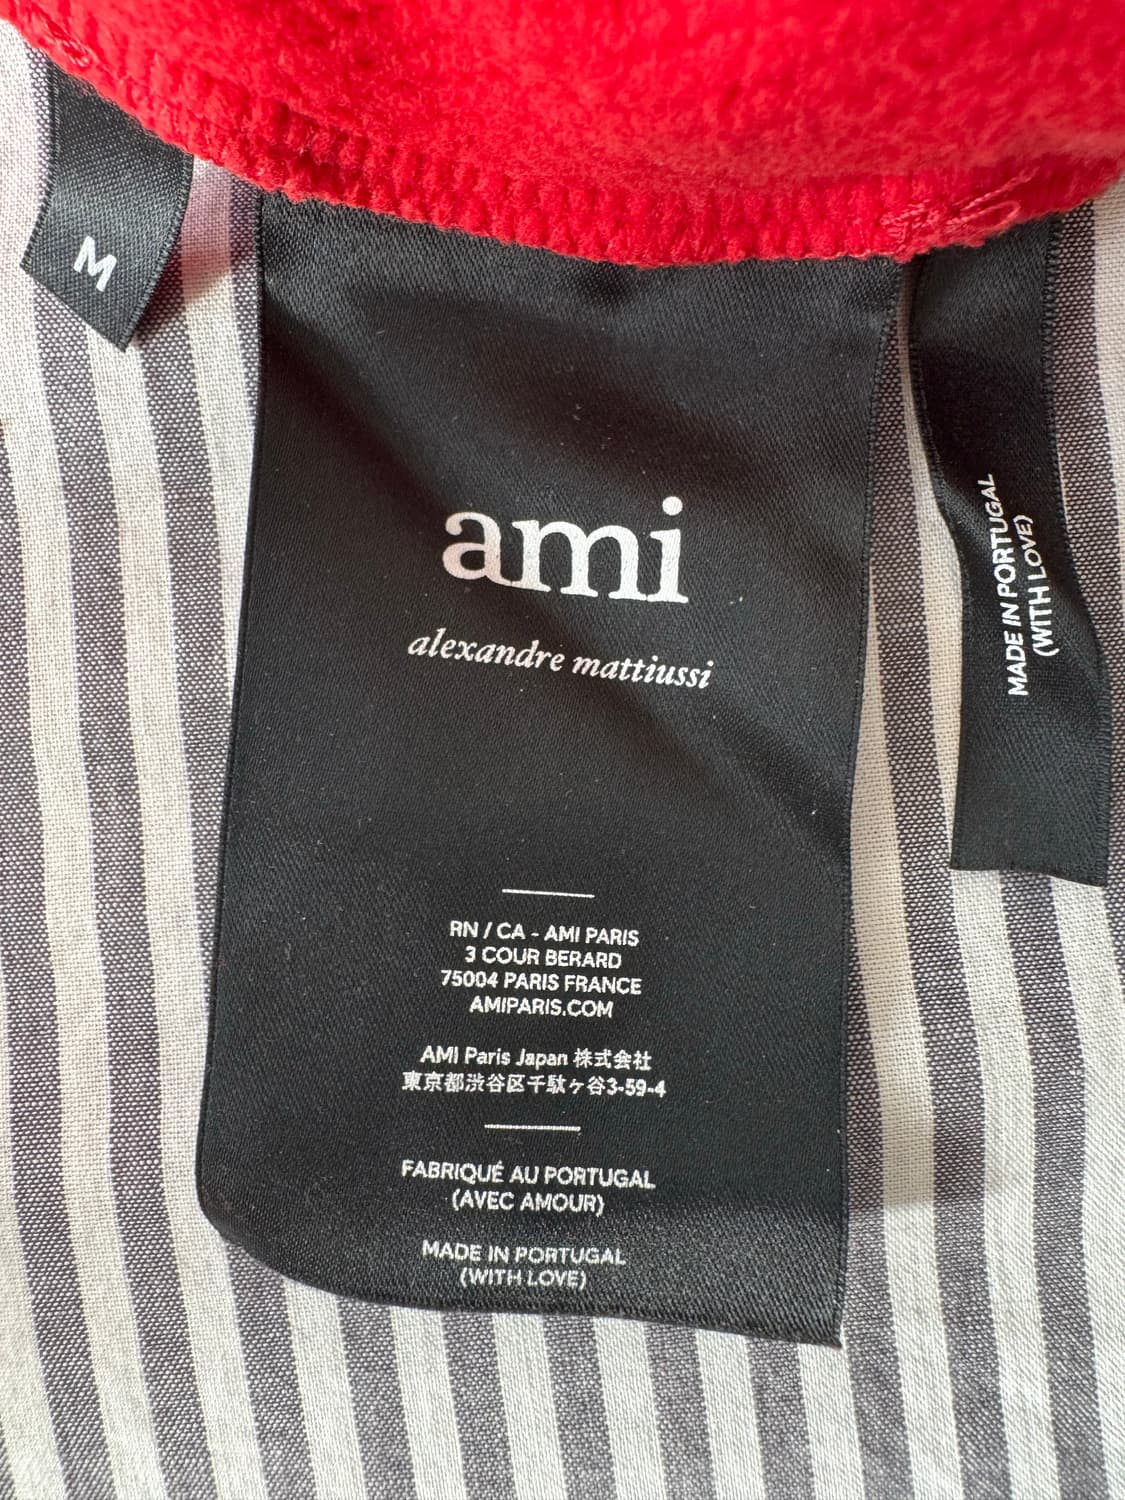 M
ami
alexandre mattiussi
RN / CA - AMI PARIS
3 COUR BERARD
75004 PARIS FRANCE
AMIPARIS.COM
AMI Paris Japan 株式会社
東京都渋谷区千駄ヶ谷3-59-4
FABRIQUÉ AU PORTUGAL
(AVEC AMOUR)
MADE IN PORTUGAL
(WITH LOVE)
MADE IN PORTUGAL
(WITH LOVE)